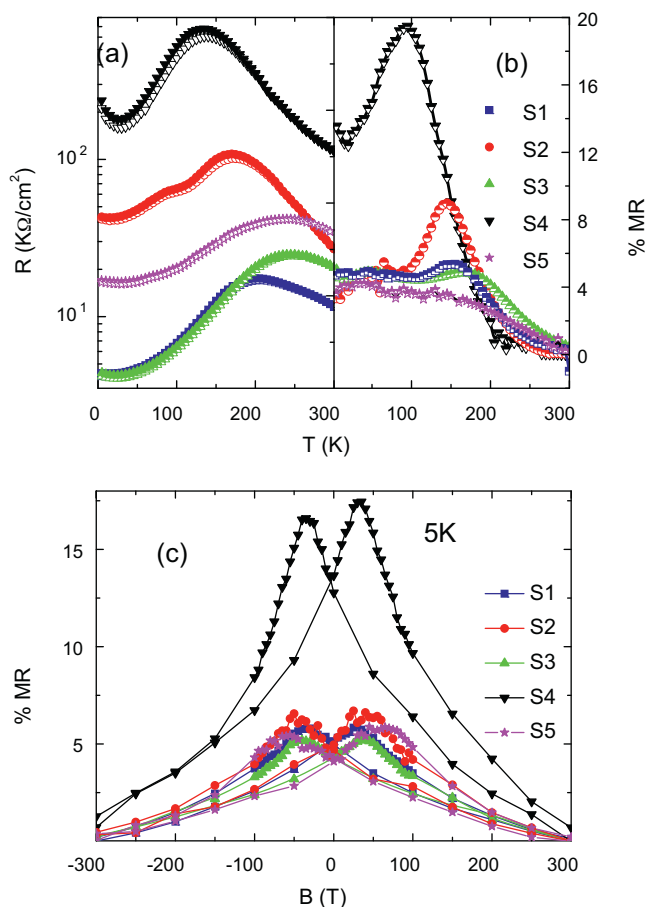 (a)
(b)
S1
S2
S3
S4
S5
R (KΩ/cm²)
10²
10¹
0 100 200 300
100 200 300
T (K)
20
16
12
8
4
0
% MR
(c)
5K
S1
S2
S3
S4
S5
% MR
15
10
5
-300 -200 -100 0 100 200 300
B (T)